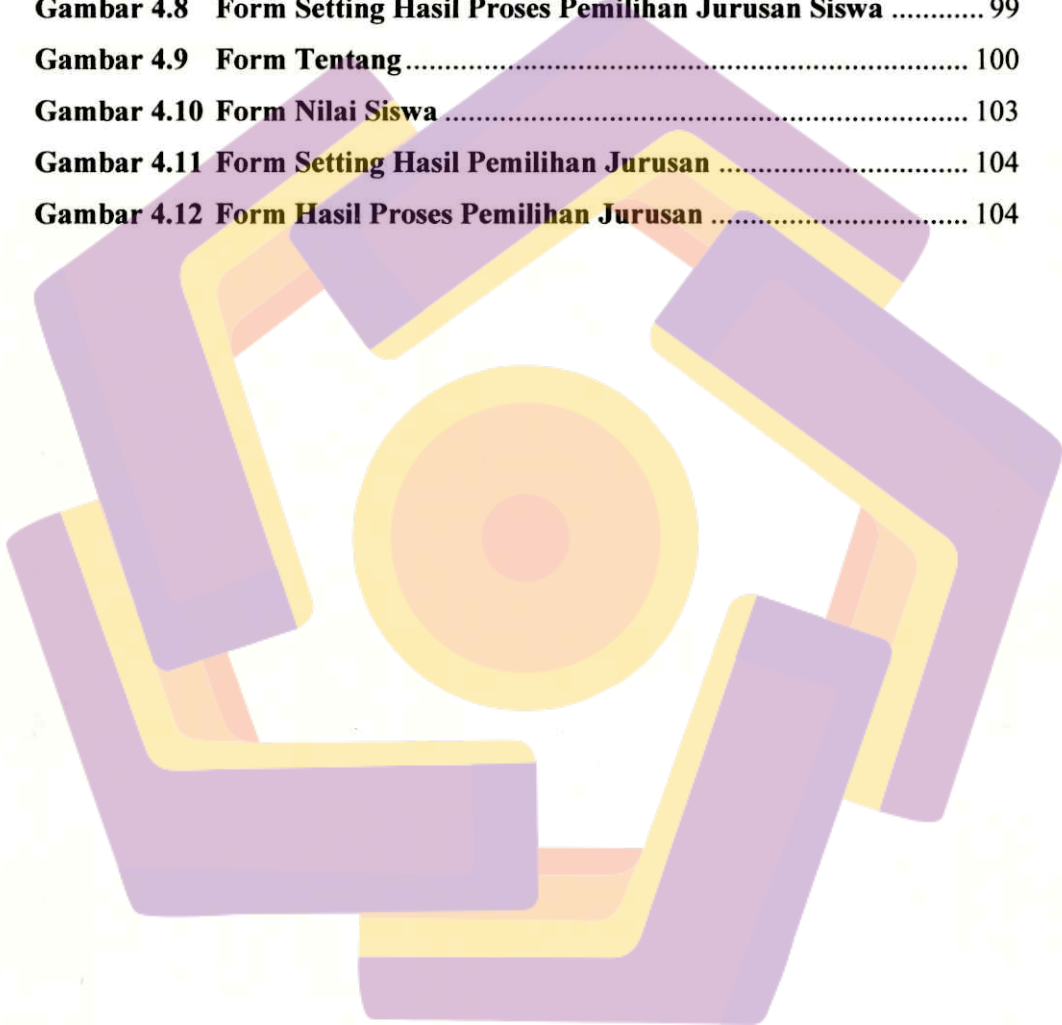 Gambar 4.8 Form Setting Hasil Proses Pemilihan Jurusan Siswa ............ 99
Gambar 4.9 Form Tentang ........................................................................ 100
Gambar 4.10 Form Nilai Siswa ................................................................... 103
Gambar 4.11 Form Setting Hasil Pemilihan Jurusan ................................ 104
Gambar 4.12 Form Hasil Proses Pemilihan Jurusan ................................. 104